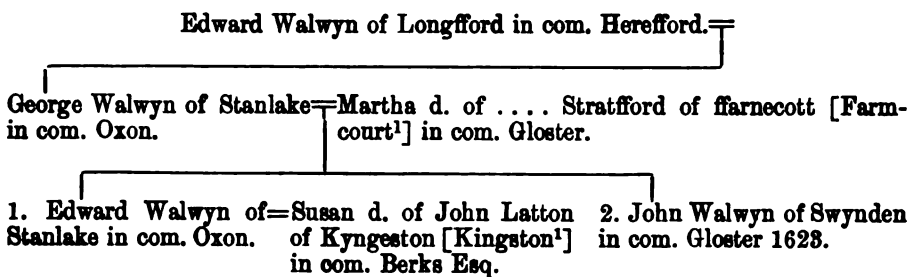 Edward Walwyn of Longfford in com. Herefford.=
George Walwyn of Stanlake=Martha d. of .... Stratfford of ffarnecott [Farm-
in com. Oxon. court¹] in com. Gloster.
1. Edward Walwyn of=Susan d. of John Latton 2. John Walwyn of Swynden
Stanlake in com. Oxon. of Kyngeston [Kingston¹] in com. Gloster 1623.
in com. Berks Esq.